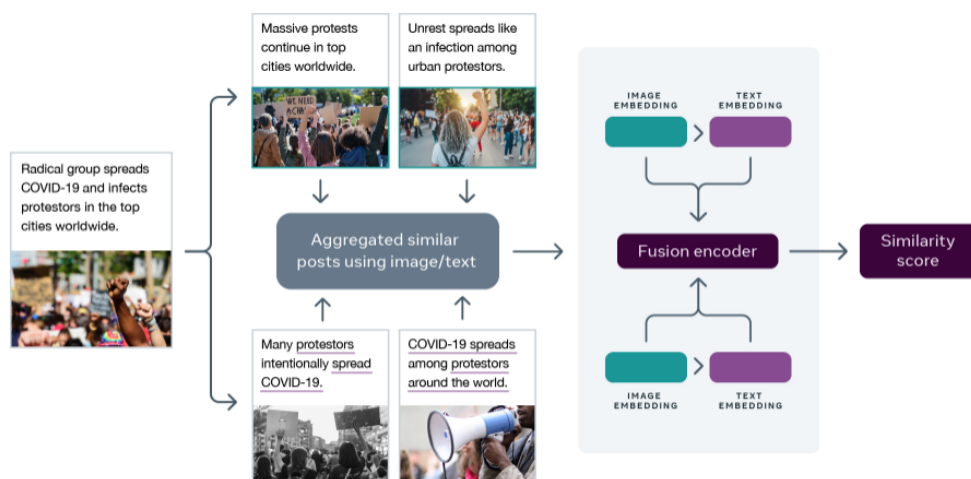 Massive protests
continue in top
cities worldwide.
Unrest spreads like
an infection among
urban protestors.
WE NEED
A CHANGE
Radical group spreads
COVID-19 and infects
protestors in the top
cities worldwide.
Aggregated similar
posts using image/text
Many protestors
intentionally spread
COVID-19.
COVID-19 spreads
among protestors
around the world.
IMAGE
EMBEDDING
TEXT
EMBEDDING
Fusion encoder
IMAGE
EMBEDDING
TEXT
EMBEDDING
Similarity
score